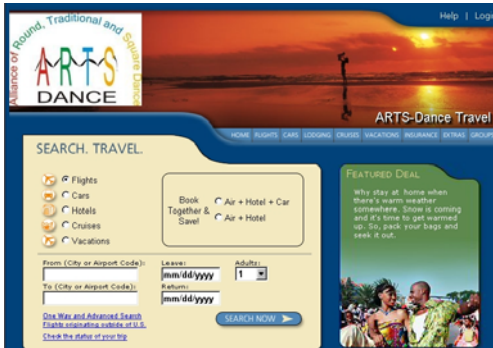 Help | Logo
Alliance of Round, Traditional and Square Dance
ARTS
DANCE
ARTS-Dance Travel
HOME FLIGHTS CARS LODGING CRUISES VACATIONS INSURANCE EXTRAS GROUPS
SEARCH. TRAVEL.
Flights
Cars
Hotels
Cruises
Vacations
Book
Together &
Save!
Air + Hotel + Car
Air + Hotel
From (City or Airport Code):
Leave:
Adults:
mm/dd/yyyy
1
To (City or Airport Code):
Return:
mm/dd/yyyy
One Way and Advanced Search
Flights originating outside of U.S.
Check the status of your trip
SEARCH NOW
FEATURED DEAL
Why stay at home when
there's warm weather
somewhere. Snow is coming
and it's time to get warmed
up. So, pack your bags and
seek it out.